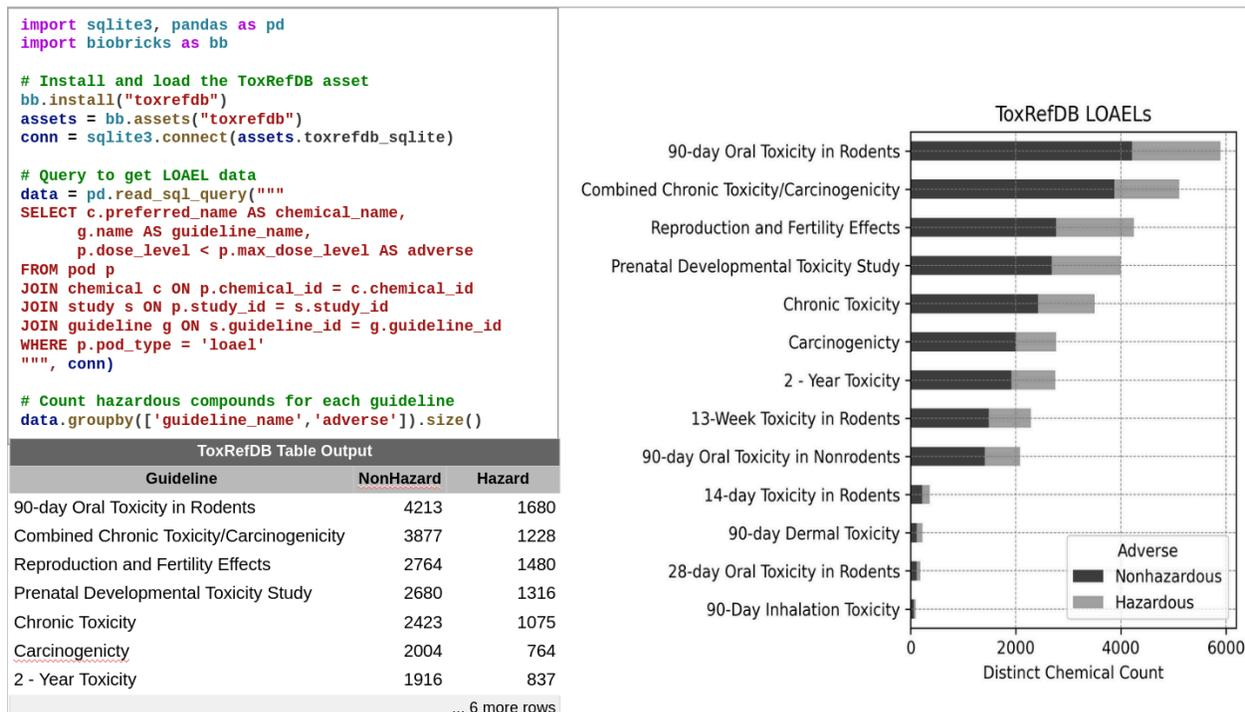 import sqlite3, pandas as pd
import biobricks as bb
# Install and load the ToxRefDB asset
bb.install("toxrefdb")
assets = bb.assets("toxrefdb")
conn = sqlite3.connect(assets.toxrefdb_sqlite)
# Query to get LOAEL data
data = pd.read_sql_query("""
SELECT c.preferred_name AS chemical_name,
g.name AS guideline_name,
p.dose_level < p.max_dose_level AS adverse
FROM pod p
JOIN chemical c ON p.chemical_id = c.chemical_id
JOIN study s ON p.study_id = s.study_id
JOIN guideline g ON s.guideline_id = g.guideline_id
WHERE p.pod_type = 'loael'
""", conn)
# Count hazardous compounds for each guideline
data.groupby(['guideline_name','adverse']).size()
ToxRefDB Table Output
Guideline NonHazard Hazard
90-day Oral Toxicity in Rodents 4213 1680
Combined Chronic Toxicity/Carcinogenicity 3877 1228
Reproduction and Fertility Effects 2764 1480
Prenatal Developmental Toxicity Study 2680 1316
Chronic Toxicity 2423 1075
Carcinogenicty 2004 764
2 - Year Toxicity 1916 837
... 6 more rows
ToxRefDB LOAELs
90-day Oral Toxicity in Rodents
Combined Chronic Toxicity/Carcinogenicity
Reproduction and Fertility Effects
Prenatal Developmental Toxicity Study
Chronic Toxicity
Carcinogenicty
2 - Year Toxicity
13-Week Toxicity in Rodents
90-day Oral Toxicity in Nonrodents
14-day Toxicity in Rodents
90-day Dermal Toxicity
28-day Oral Toxicity in Rodents
90-Day Inhalation Toxicity
Adverse
Nonhazardous
Hazardous
0 2000 4000 6000
Distinct Chemical Count